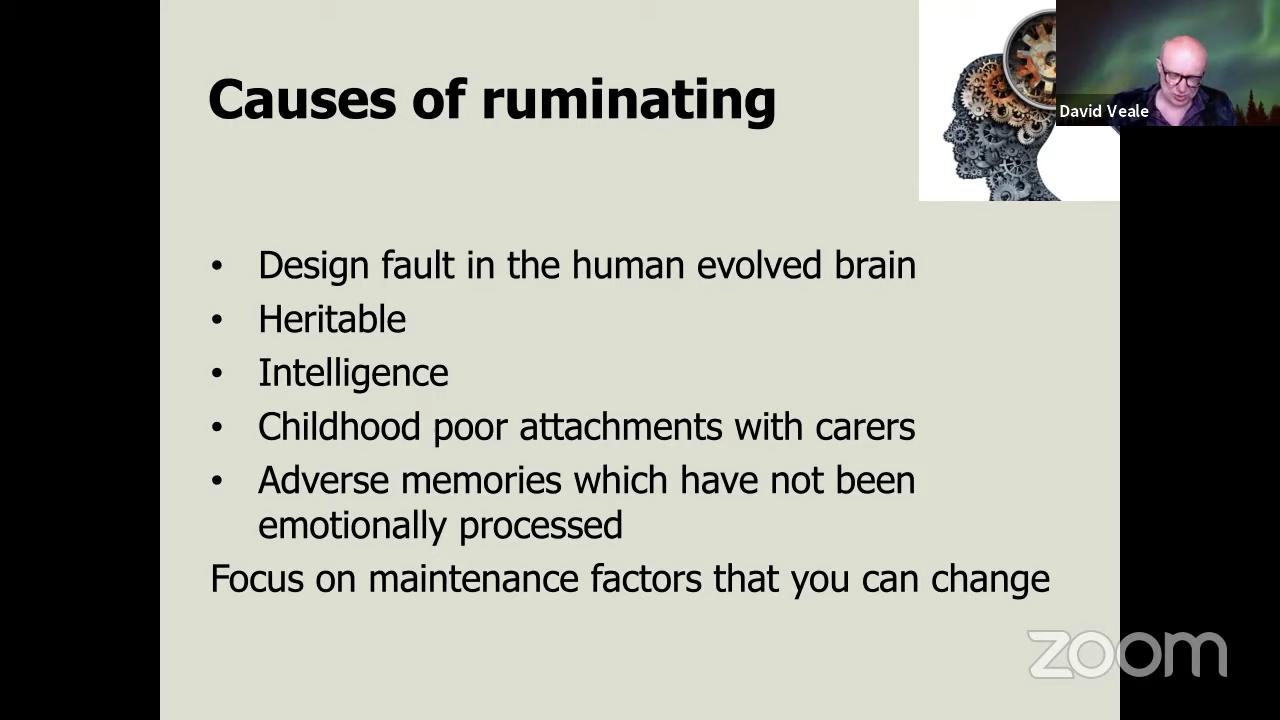 Causes of ruminating
David Veale
• Design fault in the human evolved brain
• Heritable
• Intelligence
• Childhood poor attachments with carers
• Adverse memories which have not been
emotionally processed
Focus on maintenance factors that you can change
zoom